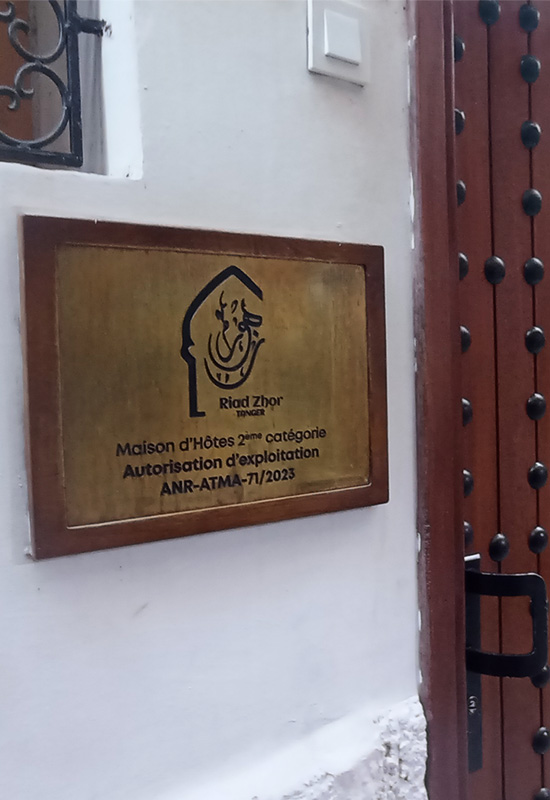 Riad Zhor
TANGER
Maison d'Hôtes 2ème catégorie
Autorisation d'exploitation
ANR-ATMA-71/2023